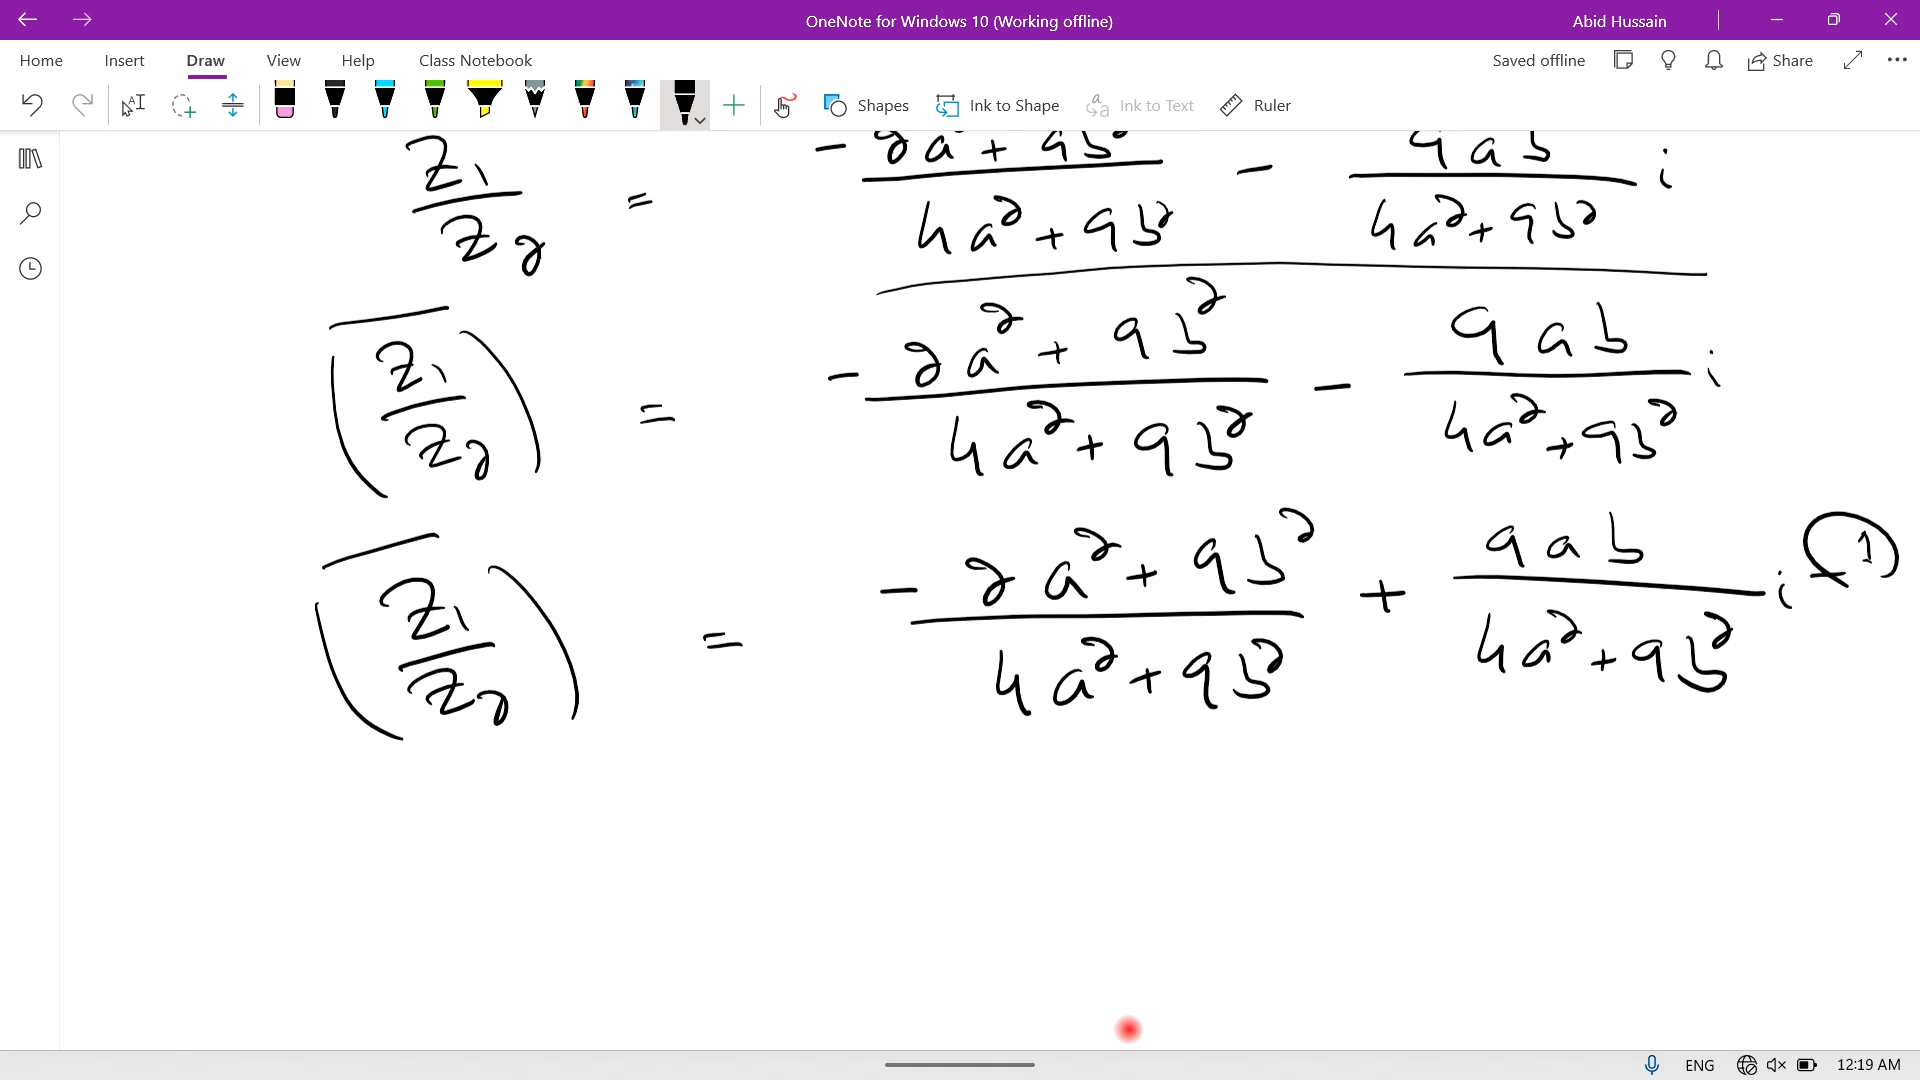 OneNote for Windows 10 (Working offline)
Abid Hussain
Home Insert Draw View Help Class Notebook
Saved offline
Share
Shapes
Ink to Shape
Ink to Text
Ruler
z₁/z₂ = (-2a² + 9b²)/(4a² + 9b²) - (9ab)/(4a² + 9b²) i
\overline{(z₁/z₂)} = \overline{(-2a² + 9b²)/(4a² + 9b²) - (9ab)/(4a² + 9b²) i}
\overline{(z₁/z₂)} = (-2a² + 9b²)/(4a² + 9b²) + (9ab)/(4a² + 9b²) i – ①
ENG
12:19 AM